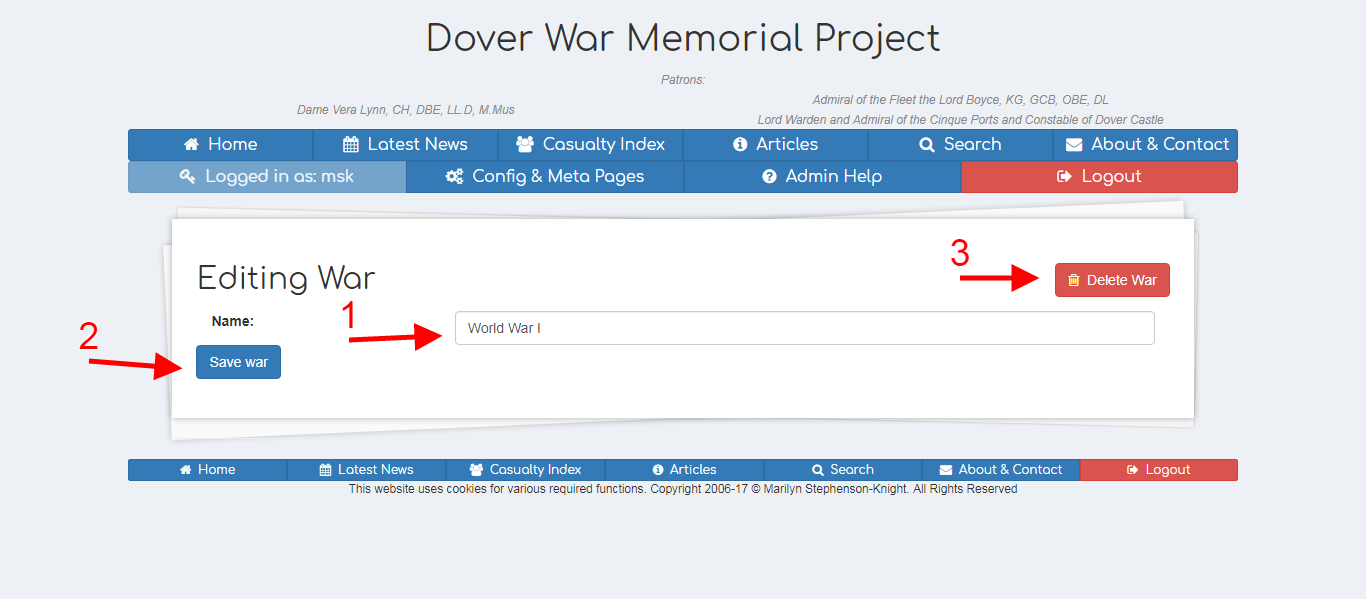 Dover War Memorial Project
Patrons:
Dame Vera Lynn, CH, DBE, LL.D, M.Mus
Admiral of the Fleet the Lord Boyce, KG, GCB, OBE, DL
Lord Warden and Admiral of the Cinque Ports and Constable of Dover Castle
Home Latest News Casualty Index Articles Search About & Contact
Logged in as: msk Config & Meta Pages Admin Help Logout
Editing War
3
Delete War
Name:
1
World War I
2
Save war
Home Latest News Casualty Index Articles Search About & Contact Logout
This website uses cookies for various required functions. Copyright 2006-17 © Marilyn Stephenson-Knight. All Rights Reserved